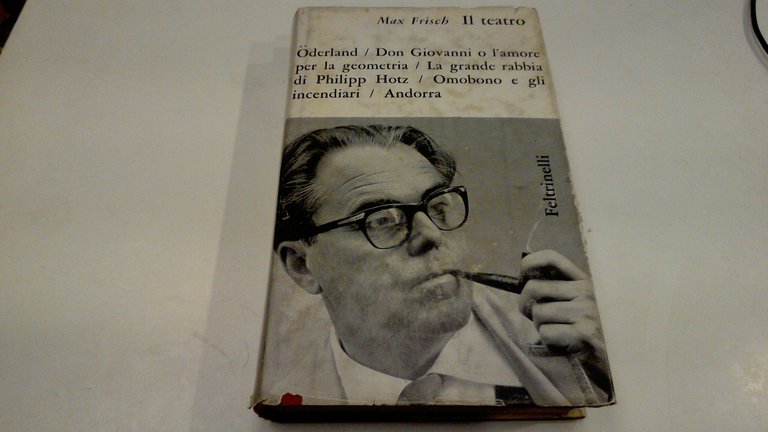 Max Frisch Il teatro
Öderland / Don Giovanni o l'amore
per la geometria / La grande rabbia
di Philipp Hotz / Omobono e gli
incendiari / Andorra
Feltrinelli